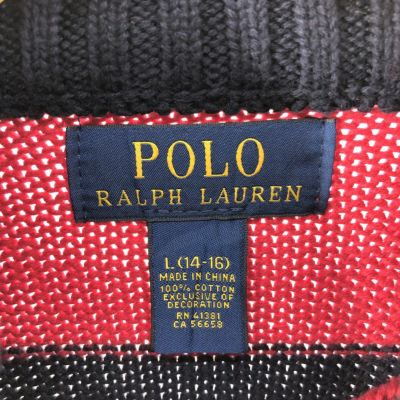 POLO
RALPH LAUREN
L (14-16)
MADE IN CHINA
100% COTTON
EXCLUSIVE OF
DECORATION
RN 41381
CA 56658